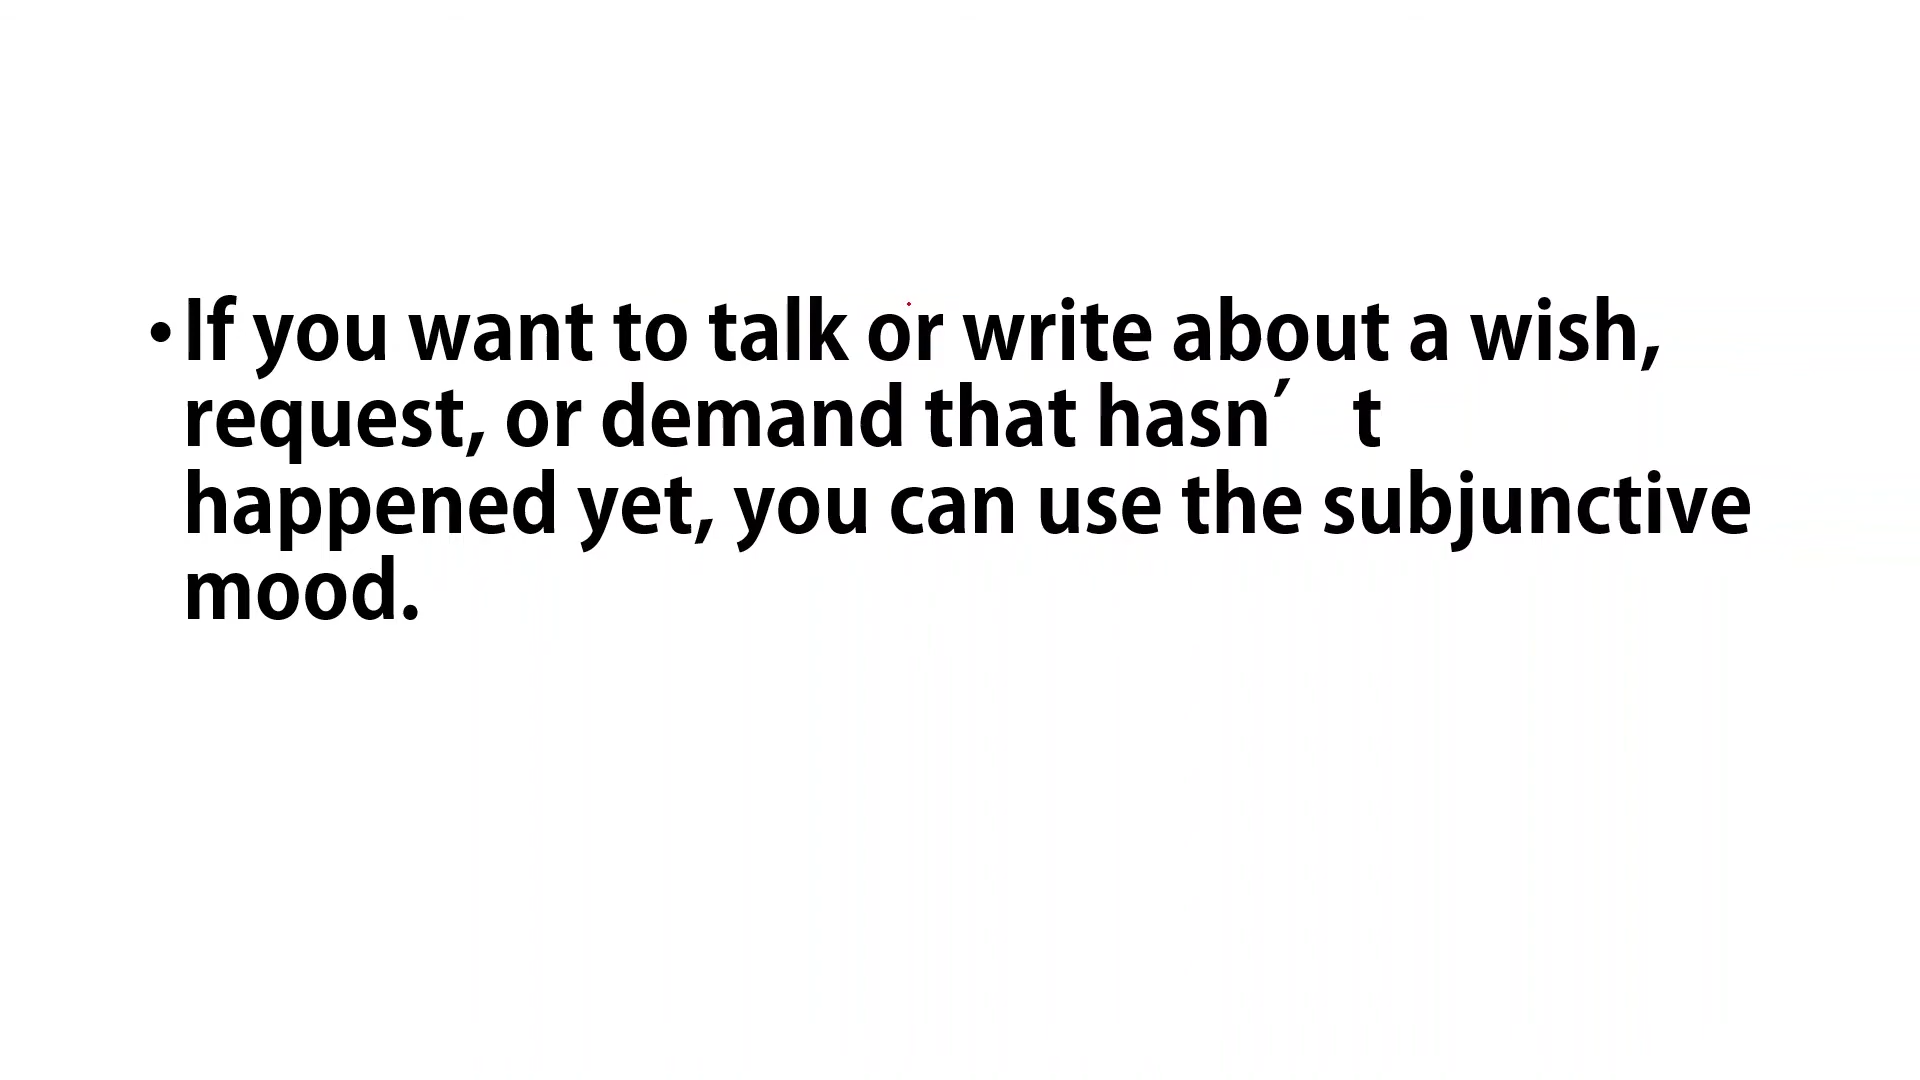 •If you want to talk or write about a wish,
request, or demand that hasn’t
happened yet, you can use the subjunctive
mood.